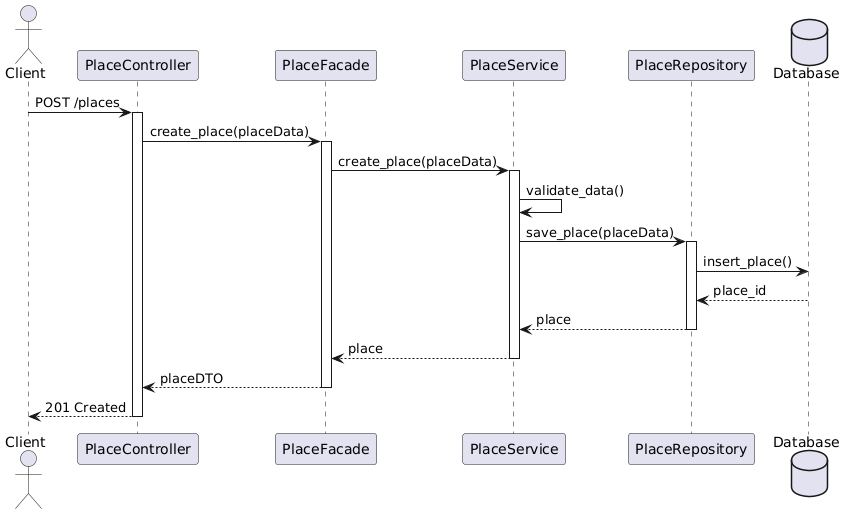 Client
PlaceController
PlaceFacade
PlaceService
PlaceRepository
Database
POST /places
create_place(placeData)
create_place(placeData)
validate_data()
save_place(placeData)
insert_place()
place_id
place
place
placeDTO
201 Created
Client
PlaceController
PlaceFacade
PlaceService
PlaceRepository
Database